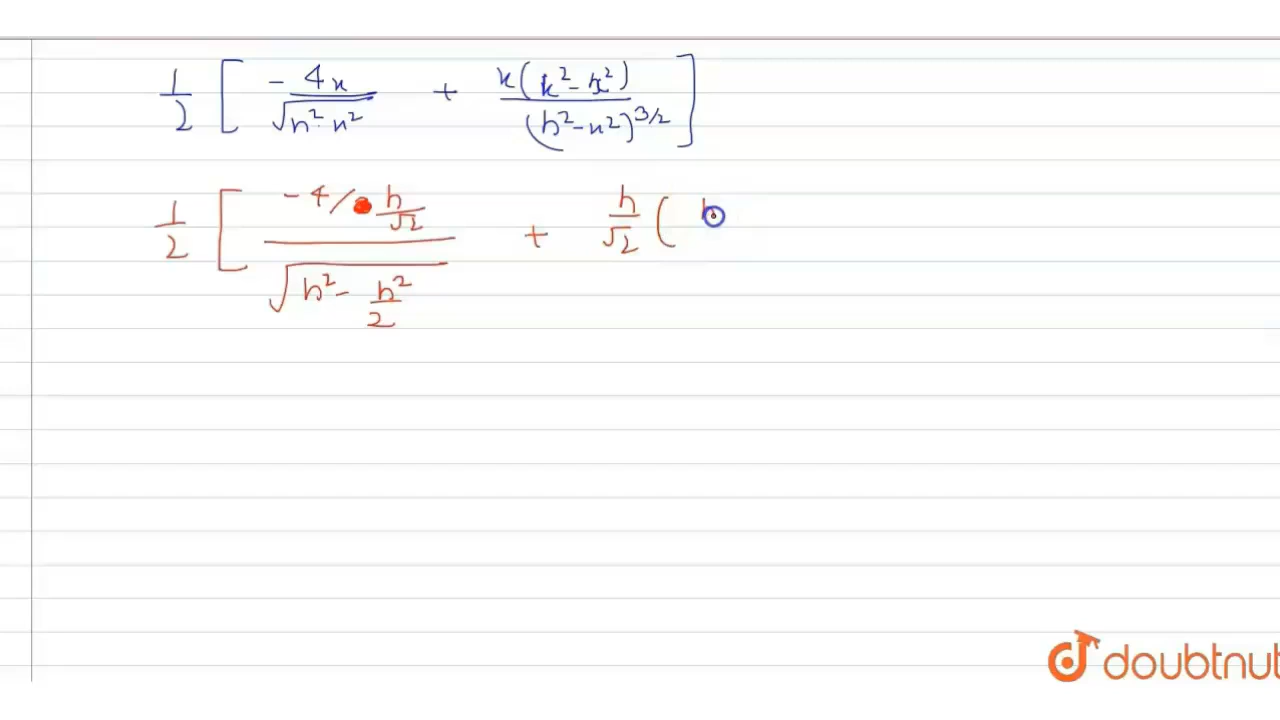 1/2 [ -4x/√(h²-x²) + x(h²-x²)/(h²-x²)^3/2 ]
1/2 [ -4 h/√2 / √(h²-h²/2) + h/√2 ( h
doubtnut